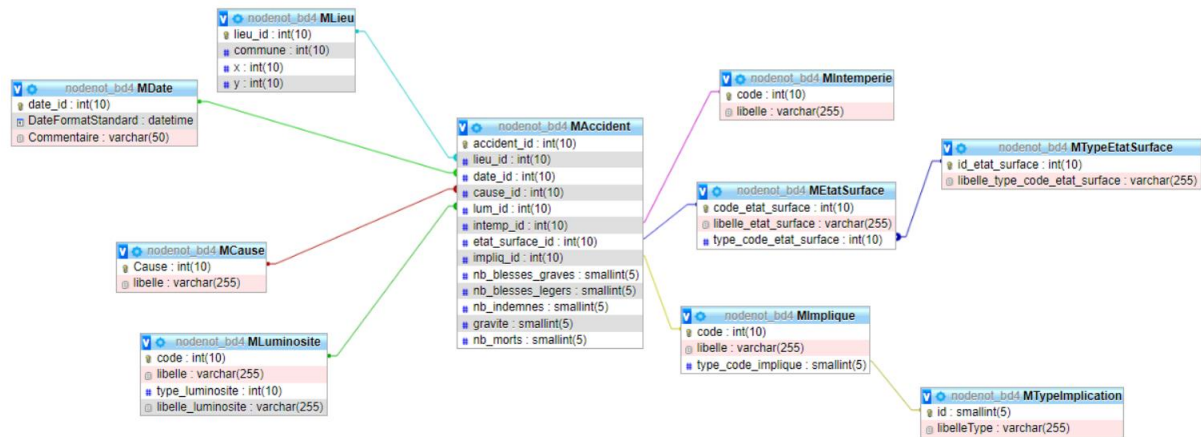 nodenot_bd4 MLieu
lieu_id : int(10)
commune : int(10)
x : int(10)
y : int(10)
nodenot_bd4 MDate
date_id : int(10)
DateFormatStandard : datetime
Commentaire : varchar(50)
nodenot_bd4 MCause
Cause : int(10)
libelle : varchar(255)
nodenot_bd4 MLuminosite
code : int(10)
libelle : varchar(255)
type_luminosite : int(10)
libelle_luminosite : varchar(255)
nodenot_bd4 MAccident
accident_id : int(10)
lieu_id : int(10)
date_id : int(10)
cause_id : int(10)
lum_id : int(10)
intemp_id : int(10)
etat_surface_id : int(10)
impliq_id : int(10)
nb_blesses_graves : smallint(5)
nb_blesses_legers : smallint(5)
nb_indemnes : smallint(5)
gravite : smallint(5)
nb_morts : smallint(5)
nodenot_bd4 MIntemperie
code : int(10)
libelle : varchar(255)
nodenot_bd4 MEtatSurface
code_etat_surface : int(10)
libelle_etat_surface : varchar(255)
type_code_etat_surface : int(10)
nodenot_bd4 MTypeEtatSurface
id_etat_surface : int(10)
libelle_type_code_etat_surface : varchar(255)
nodenot_bd4 MImplique
code : int(10)
libelle : varchar(255)
type_code_implique : smallint(5)
nodenot_bd4 MTypeImplication
id : smallint(5)
libelleType : varchar(255)